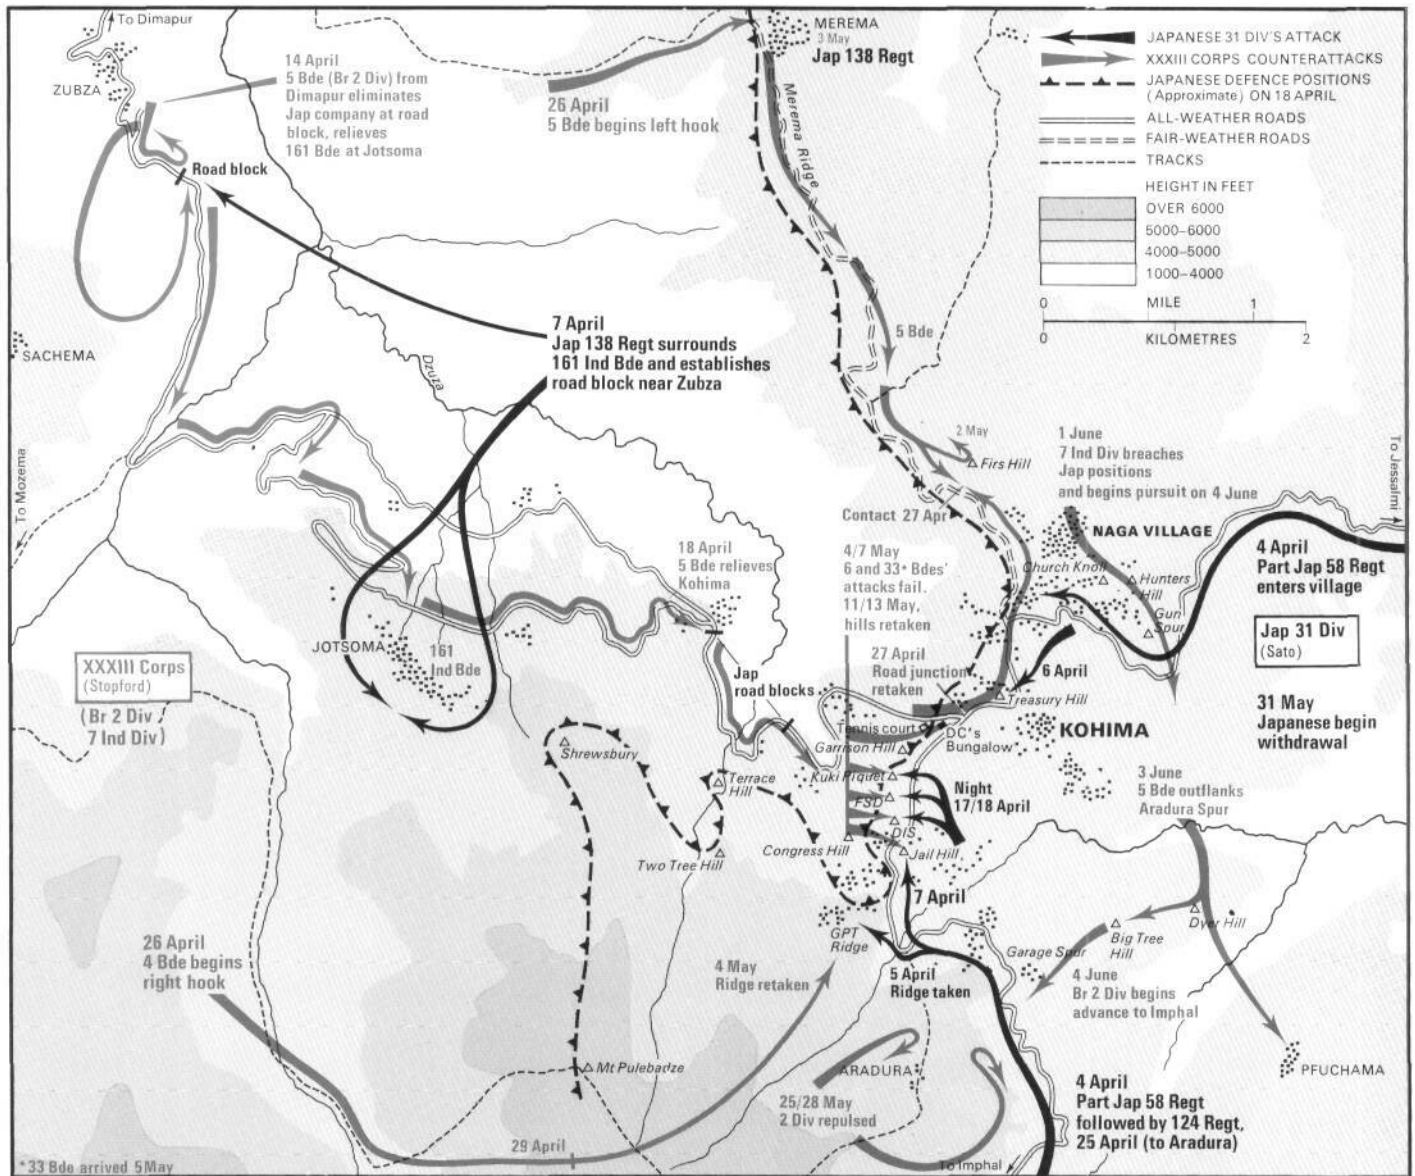 To Dimapur
ZUBZA
14 April
5 Bde (Br 2 Div) from
Dimapur eliminates
Jap company at road
block, relieves
161 Bde at Jotsoma
Road block
SACHEMA
To Mozema
26 April
5 Bde begins left hook
MEREMA
3 May
Jap 138 Regt
Merema Ridge
JAPANESE 31 DIV'S ATTACK
XXXIII CORPS COUNTERATTACKS
JAPANESE DEFENCE POSITIONS
(Approximate) ON 18 APRIL
ALL-WEATHER ROADS
FAIR-WEATHER ROADS
TRACKS
HEIGHT IN FEET
OVER 6000
5000–6000
4000–5000
1000–4000
0 MILE 1
0 KILOMETRES 2
7 April
Jap 138 Regt surrounds
161 Ind Bde and establishes
road block near Zubza
Dzuza
5 Bde
2 May
Firs Hill
Contact 27 Apr
1 June
7 Ind Div breaches
Jap positions
and begins pursuit on 4 June
To Jessalmi
NAGA VILLAGE
Church Knoll
Hunters
Hill
Gun
Spur
4 April
Part Jap 58 Regt
enters village
Jap 31 Div
(Sato)
31 May
Japanese begin
withdrawal
18 April
5 Bde relieves
Kohima
4/7 May
6 and 33* Bdes'
attacks fail.
11/13 May,
hills retaken
27 April
Road junction
retaken
6 April
Treasury Hill
KOHIMA
JOTSOMA
161
Ind Bde
XXXIII Corps
(Stopford)
(Br 2 Div
7 Ind Div)
Jap
road blocks
Tennis court
DC's
Bungalow
Garrison Hill
Kuki Piquet
FSD
DIS
Night
17/18 April
Jail Hill
Congress Hill
Shrewsbury
Terrace
Hill
Two Tree Hill
7 April
GPT
Ridge
5 April
Ridge taken
3 June
5 Bde outflanks
Aradura Spur
Dyer Hill
Big Tree
Hill
Garage Spur
4 June
Br 2 Div begins
advance to Imphal
PFUCHAMA
26 April
4 Bde begins
right hook
4 May
Ridge retaken
Mt Pulebadze
29 April
ARADURA
25/28 May
2 Div repulsed
4 April
Part Jap 58 Regt
followed by 124 Regt,
25 April (to Aradura)
To Imphal
*33 Bde arrived 5 May